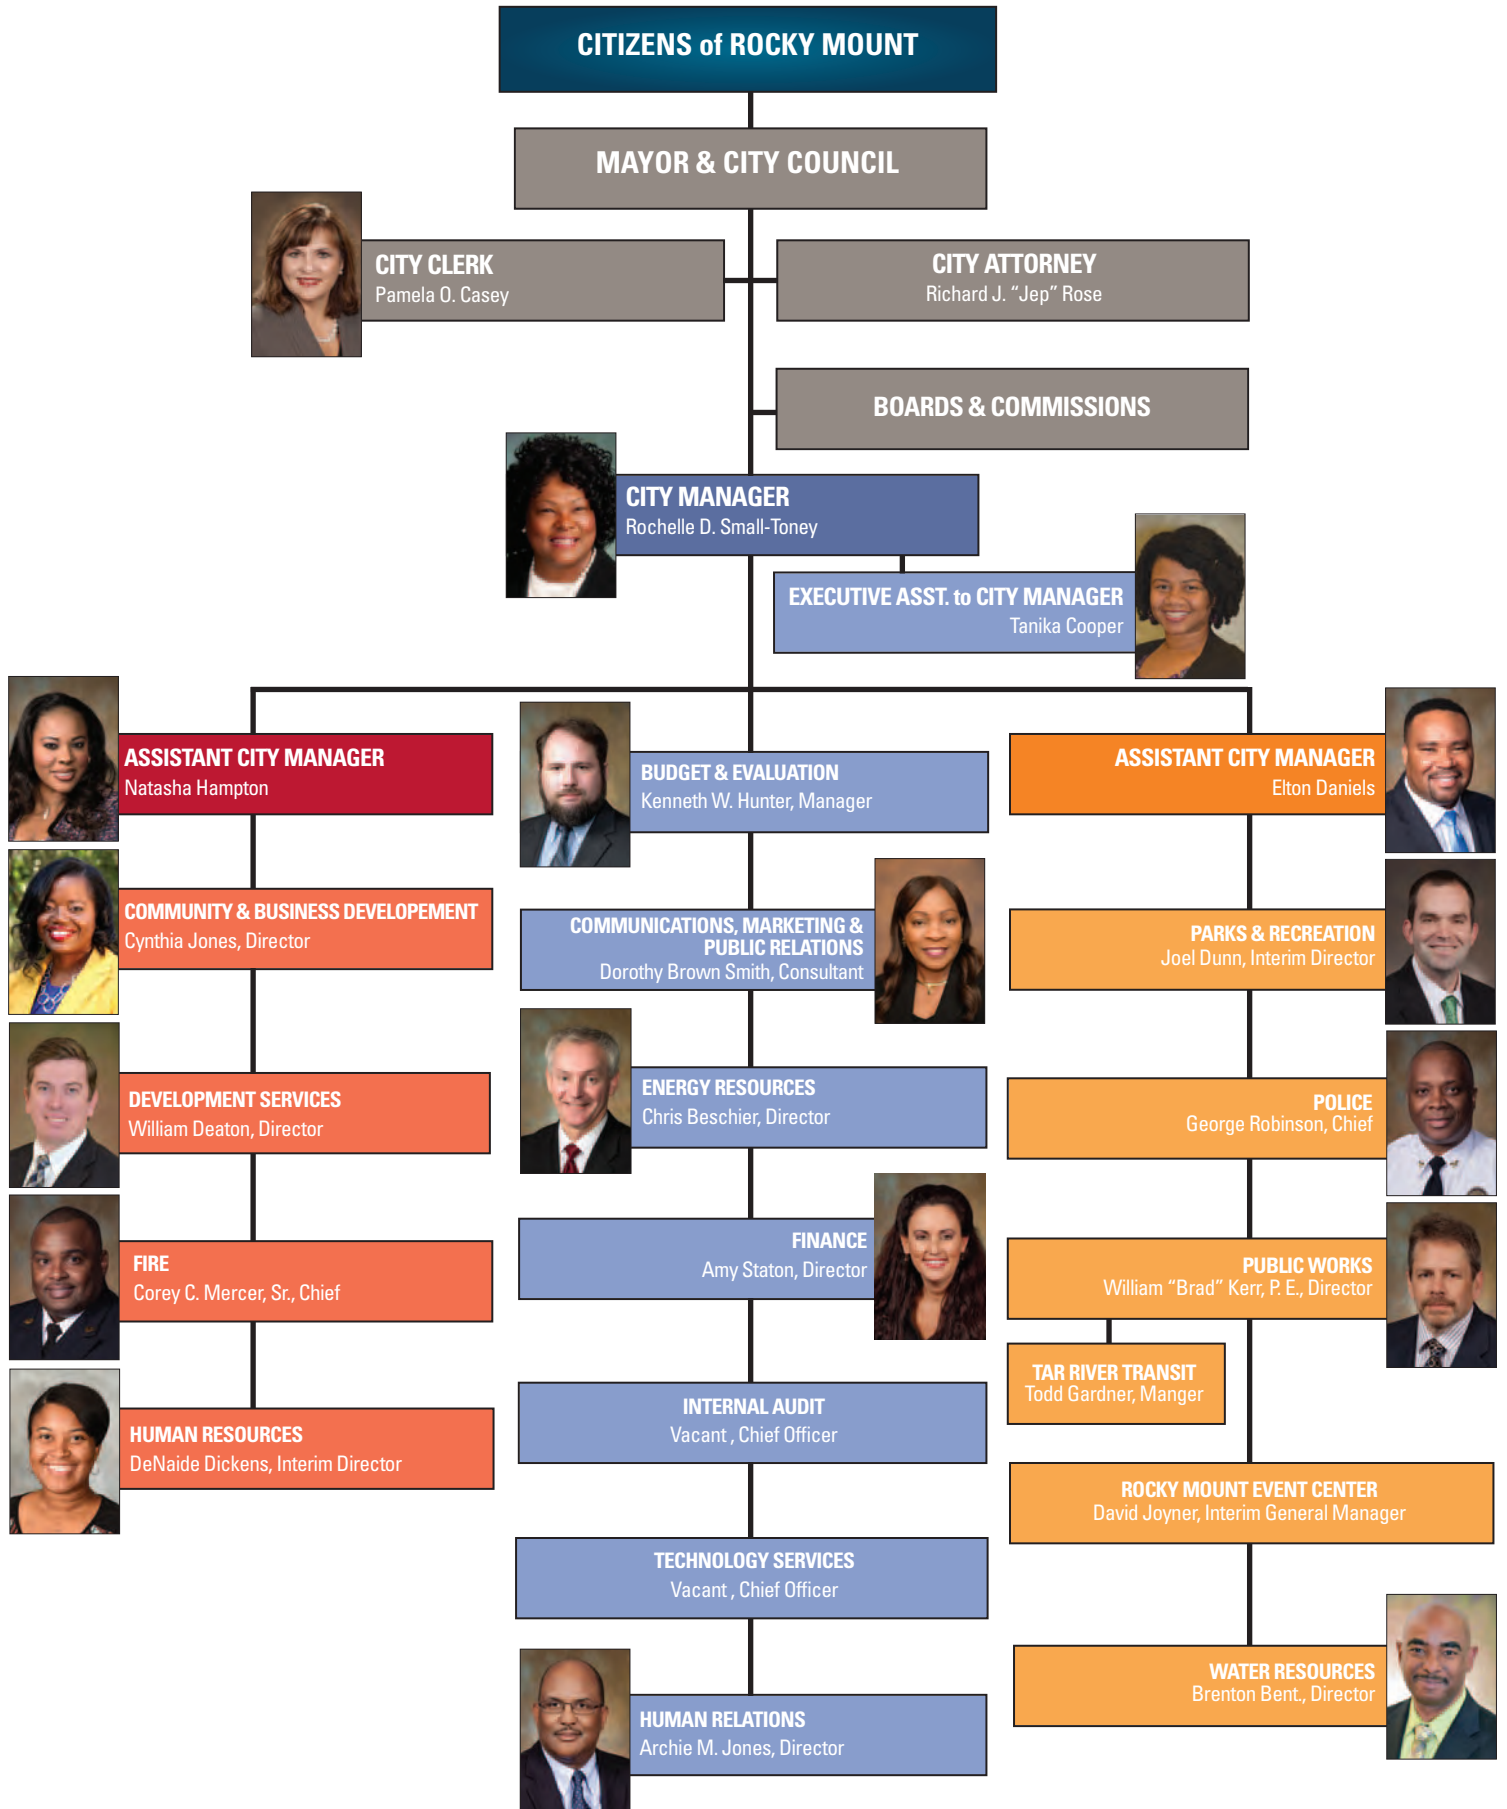 CITIZENS of ROCKY MOUNT
MAYOR & CITY COUNCIL
CITY CLERK
Pamela O. Casey
CITY ATTORNEY
Richard J. “Jep” Rose
BOARDS & COMMISSIONS
CITY MANAGER
Rochelle D. Small-Toney
EXECUTIVE ASST. to CITY MANAGER
Tanika Cooper
ASSISTANT CITY MANAGER
Natasha Hampton
COMMUNITY & BUSINESS DEVELOPEMENT
Cynthia Jones, Director
DEVELOPMENT SERVICES
William Deaton, Director
FIRE
Corey C. Mercer, Sr., Chief
HUMAN RESOURCES
DeNaide Dickens, Interim Director
BUDGET & EVALUATION
Kenneth W. Hunter, Manager
COMMUNICATIONS, MARKETING &
PUBLIC RELATIONS
Dorothy Brown Smith, Consultant
ENERGY RESOURCES
Chris Beschier, Director
FINANCE
Amy Staton, Director
INTERNAL AUDIT
Vacant , Chief Officer
TECHNOLOGY SERVICES
Vacant , Chief Officer
HUMAN RELATIONS
Archie M. Jones, Director
ASSISTANT CITY MANAGER
Elton Daniels
PARKS & RECREATION
Joel Dunn, Interim Director
POLICE
George Robinson, Chief
PUBLIC WORKS
William “Brad” Kerr, P. E., Director
TAR RIVER TRANSIT
Todd Gardner, Manger
ROCKY MOUNT EVENT CENTER
David Joyner, Interim General Manager
WATER RESOURCES
Brenton Bent., Director